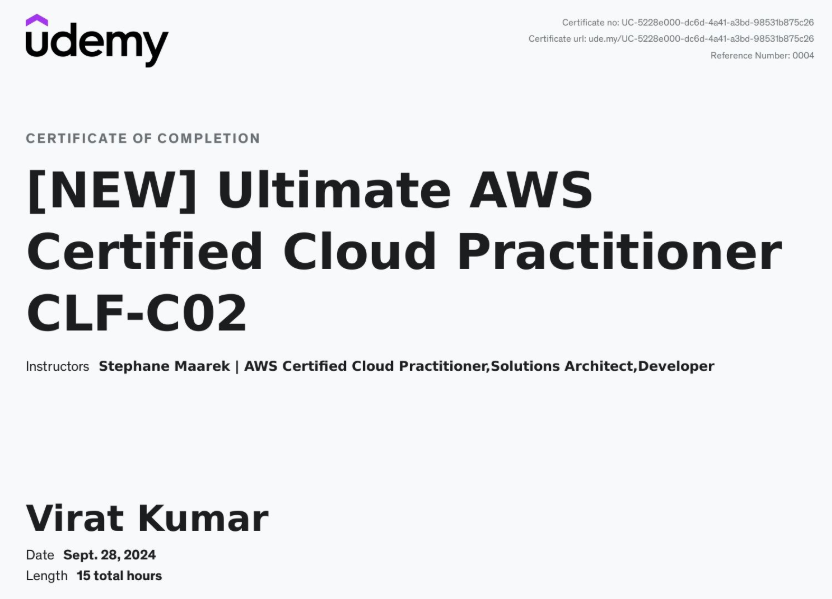 udemy
Certificate no: UC-5228e000-dc6d-4a41-a3bd-98531b875c26
Certificate url: ude.my/UC-5228e000-dc6d-4a41-a3bd-98531b875c26
Reference Number: 0004
CERTIFICATE OF COMPLETION
[NEW] Ultimate AWS
Certified Cloud Practitioner
CLF-C02
Instructors Stephane Maarek | AWS Certified Cloud Practitioner,Solutions Architect,Developer
Virat Kumar
Date Sept. 28, 2024
Length 15 total hours